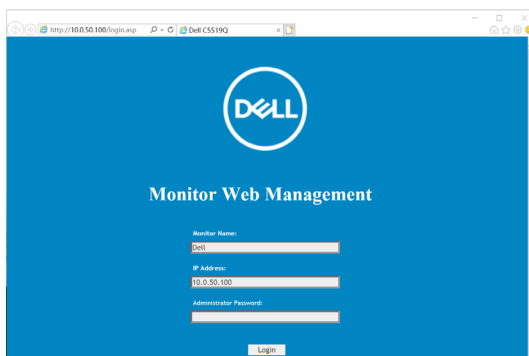 http://10.0.50.100/login.asp
Dell C5519Q
DELL
Monitor Web Management
Monitor Name:
Dell
IP Address:
10.0.50.100
Administrator Password:
Login